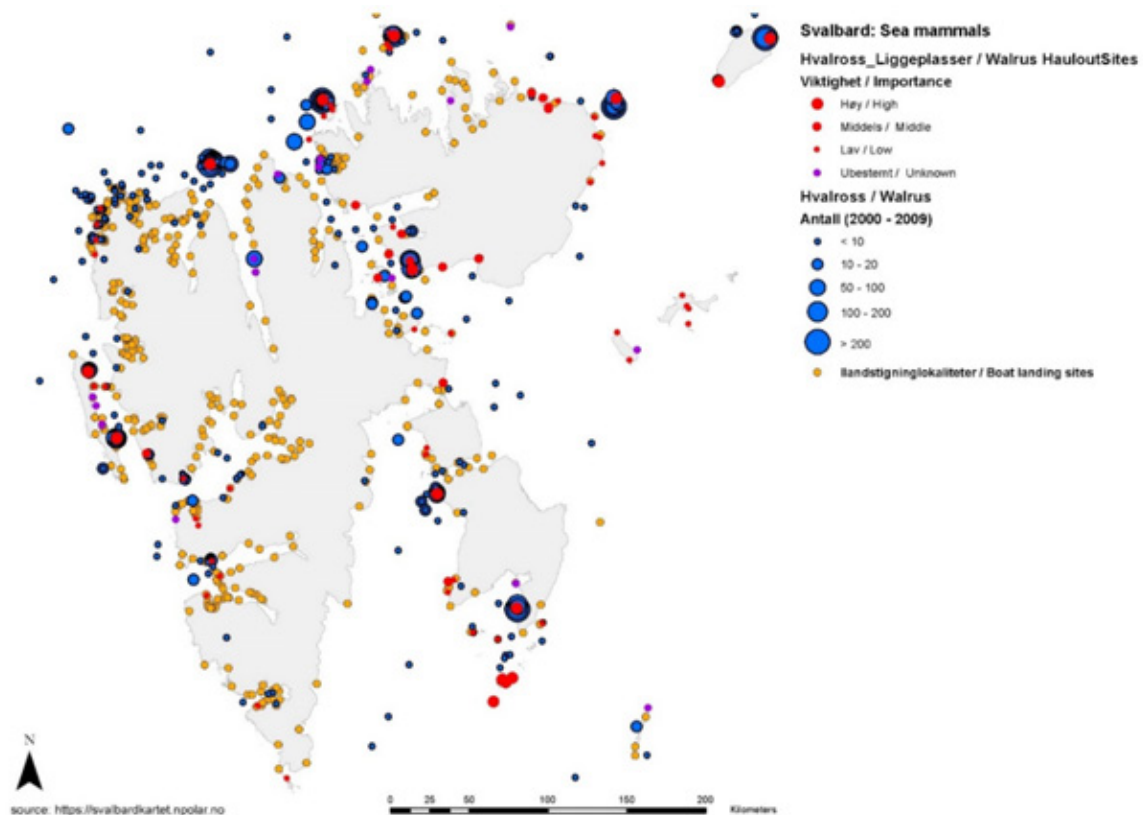 Svalbard: Sea mammals
Hvalross_Liggeplasser / Walrus HauloutSites
Viktighet / Importance
Høy / High
Middels / Middle
Lav / Low
Ubestemt / Unknown
Hvalross / Walrus
Antall (2000 - 2009)
< 10
10 - 20
50 - 100
100 - 200
> 200
Ilandstigninglokaliteter / Boat landing sites
N
source: https://svalbardkartet.npolar.no
0 25 50 100 150 200
Kilometers